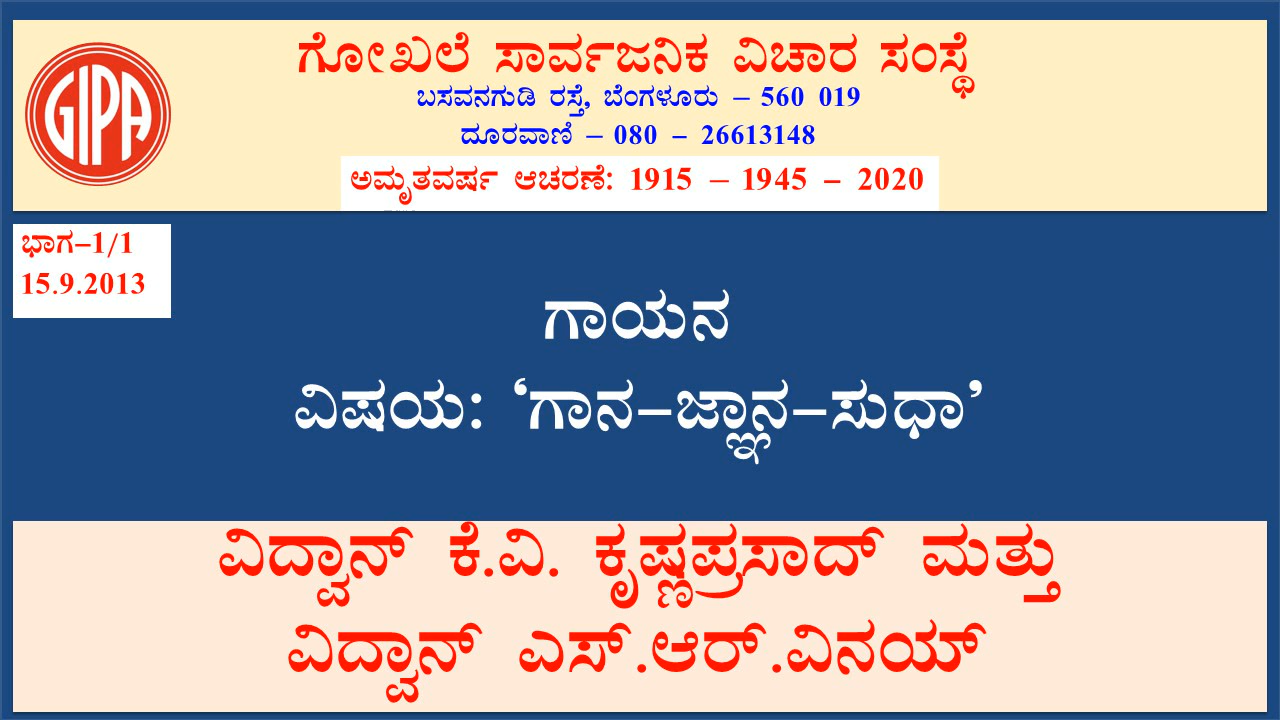 GIPA
ಗೋಖಲೆ ಸಾರ್ವಜನಿಕ ವಿಚಾರ ಸಂಸ್ಥೆ
ಬಸವನಗುಡಿ ರಸ್ತೆ, ಬೆಂಗಳೂರು – 560 019
ದೂರವಾಣಿ – 080 – 26613148
ಅಮೃತವರ್ಷ ಆಚರಣೆ: 1915 – 1945 – 2020
ಭಾಗ–1/1
15.9.2013
ಗಾಯನ
ವಿಷಯ: ‘ಗಾನ–ಜ್ಞಾನ–ಸುಧಾ’
ವಿದ್ವಾನ್ ಕೆ.ವಿ. ಕೃಷ್ಣಪ್ರಸಾದ್ ಮತ್ತು
ವಿದ್ವಾನ್ ಎಸ್.ಆರ್.ವಿನಯ್